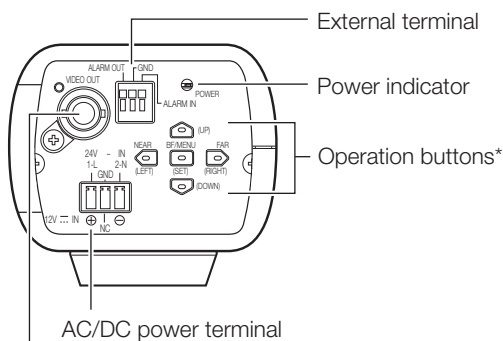 External terminal
ALARM OUT GND
VIDEO OUT
POWER
Power indicator
ALARM IN
(UP)
NEAR BF/MENU FAR
Operation buttons*
(LEFT) (SET) (RIGHT)
(DOWN)
24V ~ IN
1-L 2-N
GND
12V ⎓ IN ⊕ ⊖
NC
AC/DC power terminal